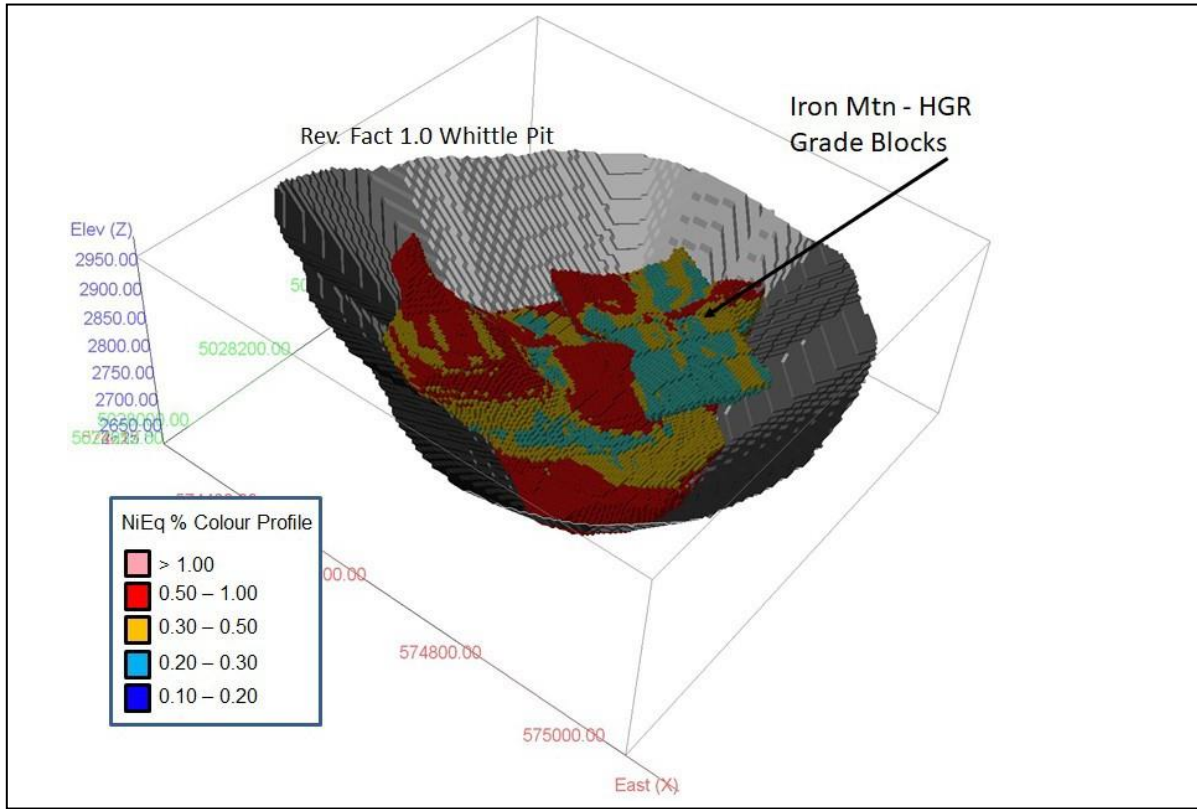 Rev. Fact 1.0 Whittle Pit
Iron Mtn - HGR
Grade Blocks
Elev (Z)
2950.00
2900.00
2850.00
2800.00
2750.00
2700.00
2650.00
5028200.00
574800.00
575000.00
East (X)
NiEq % Colour Profile
> 1.00
0.50 – 1.00
0.30 – 0.50
0.20 – 0.30
0.10 – 0.20